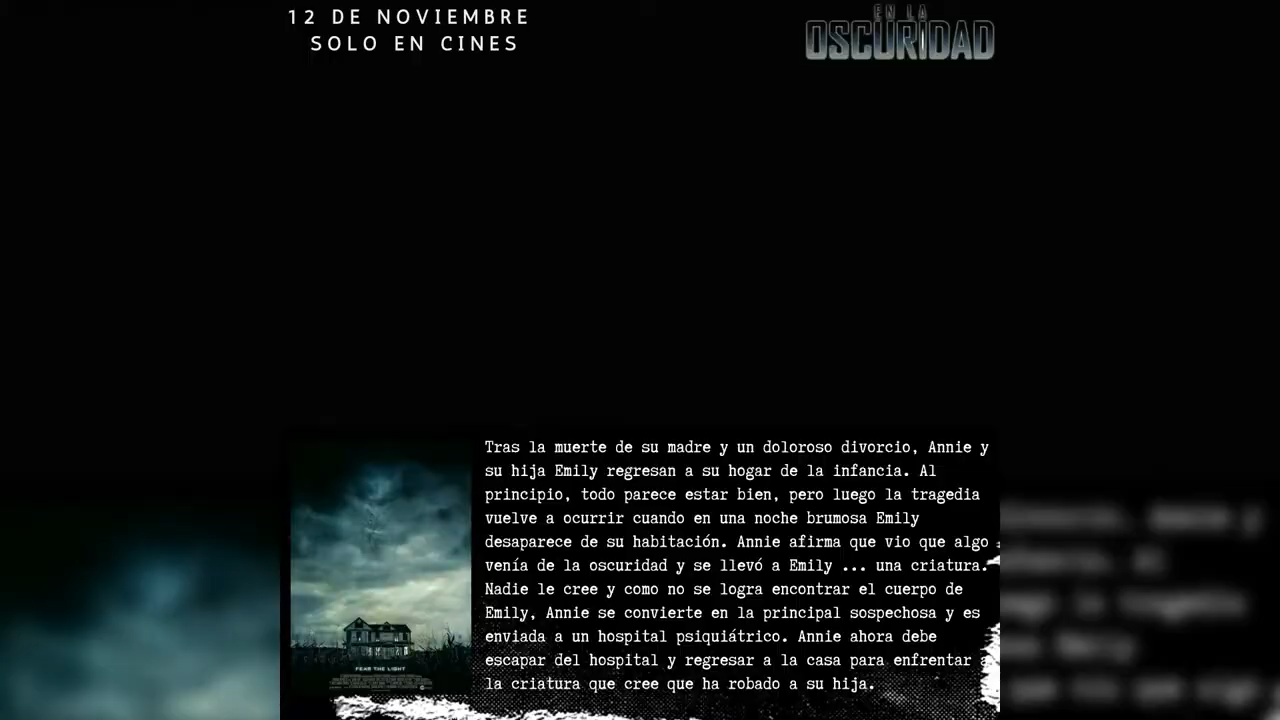 12 DE NOVIEMBRE
SOLO EN CINES
EN LA
OSCURIDAD
Tras la muerte de su madre y un doloroso divorcio, Annie y
su hija Emily regresan a su hogar de la infancia. Al
principio, todo parece estar bien, pero luego la tragedia
vuelve a ocurrir cuando en una noche brumosa Emily
desaparece de su habitación. Annie afirma que vio que algo
venía de la oscuridad y se llevó a Emily ... una criatura.
Nadie le cree y como no se logra encontrar el cuerpo de
Emily, Annie se convierte en la principal sospechosa y es
enviada a un hospital psiquiátrico. Annie ahora debe
escapar del hospital y regresar a la casa para enfrentar a
la criatura que cree que ha robado a su hija.
FEAR THE LIGHT